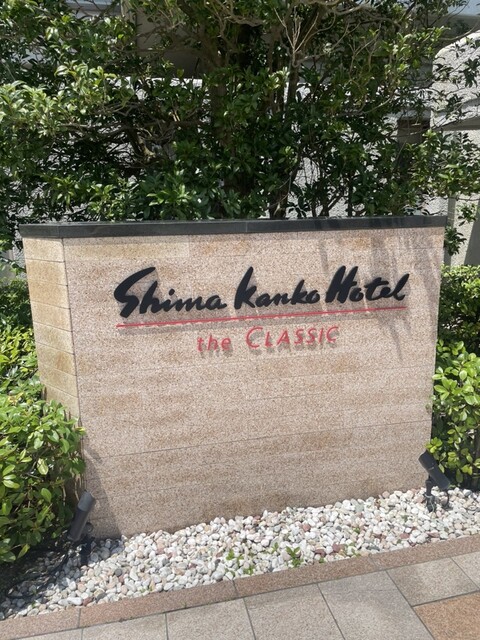 Shima Kanko Hotel
the CLASSIC